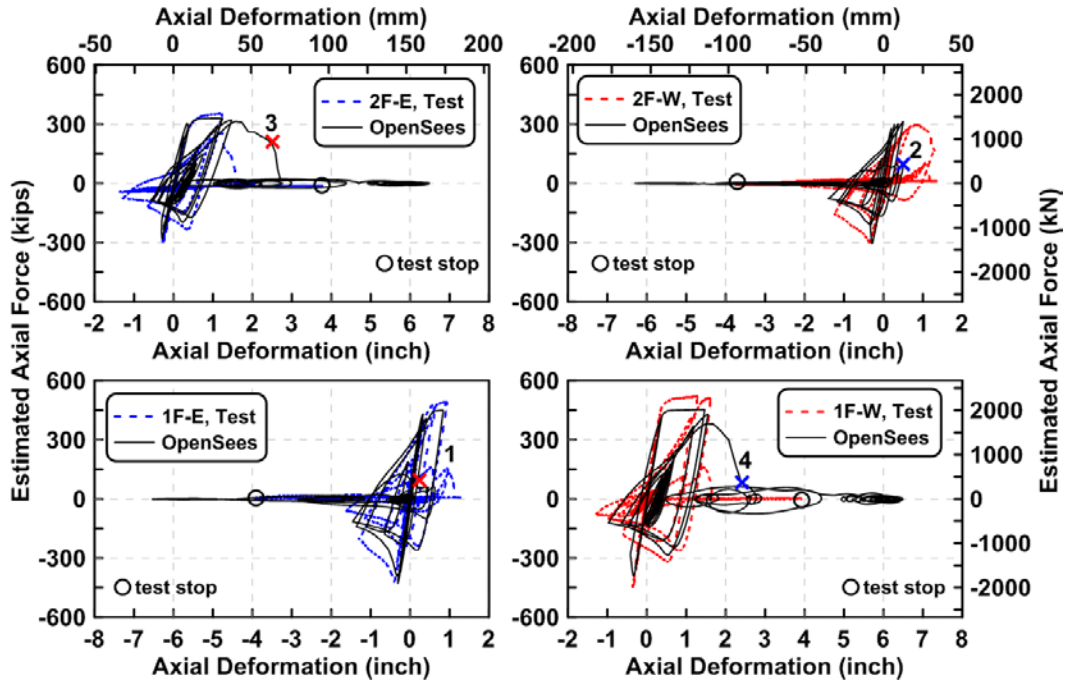 Axial Deformation (mm)
-50 0 50 100 150 200
Axial Deformation (mm)
-200 -150 -100 -50 0 50
Estimated Axial Force (kips)
600
300
0
-300
-600
2F-E, Test
OpenSees
3
test stop
-2 -1 0 1 2 3 4 5 6 7 8
Axial Deformation (inch)
2F-W, Test
OpenSees
2
test stop
-8 -7 -6 -5 -4 -3 -2 -1 0 1 2
Axial Deformation (inch)
2000
1000
0
-1000
-2000
Estimated Axial Force (kN)
600
300
0
-300
-600
1F-E, Test
OpenSees
1
test stop
-8 -7 -6 -5 -4 -3 -2 -1 0 1 2
Axial Deformation (inch)
1F-W, Test
OpenSees
4
test stop
-2 -1 0 1 2 3 4 5 6 7 8
Axial Deformation (inch)
2000
1000
0
-1000
-2000